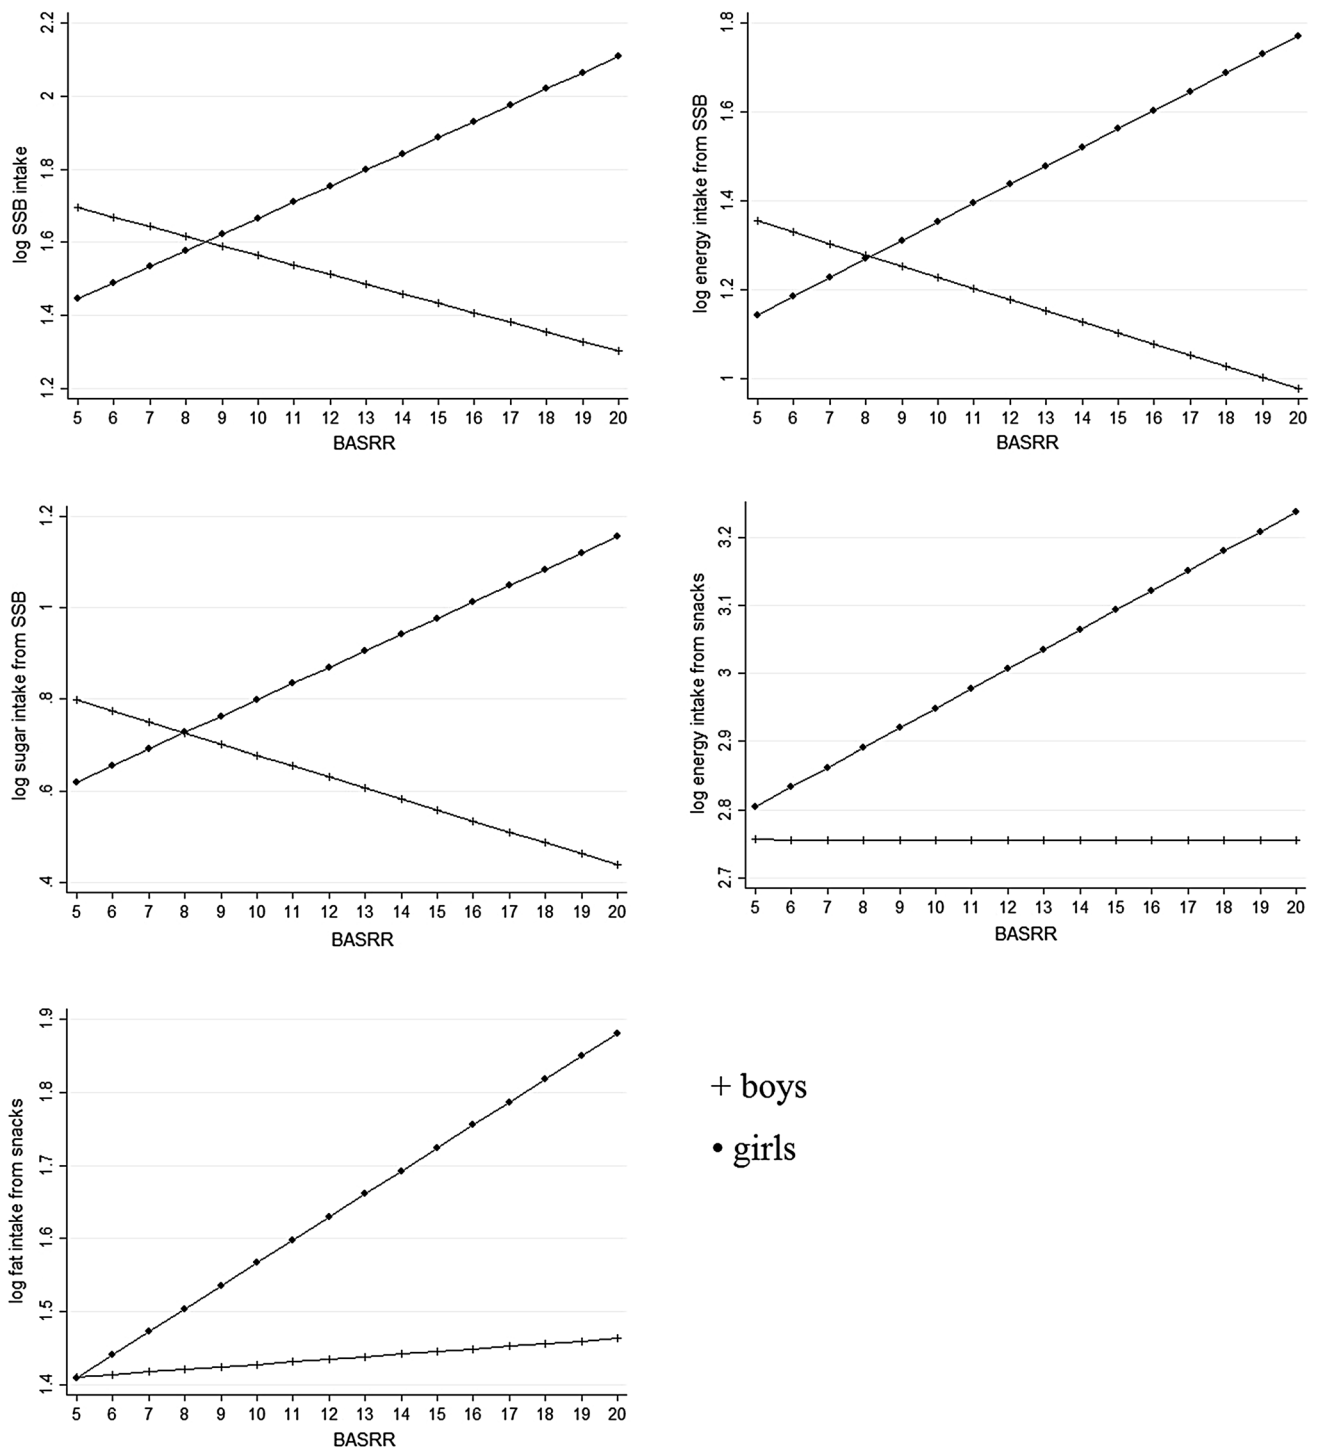 log SSB intake
2.2
2
1.8
1.6
1.4
1.2
5 6 7 8 9 10 11 12 13 14 15 16 17 18 19 20
BASRR
log energy intake from SSB
1.8
1.6
1.4
1.2
1
5 6 7 8 9 10 11 12 13 14 15 16 17 18 19 20
BASRR
log sugar intake from SSB
1.2
1
.8
.6
.4
5 6 7 8 9 10 11 12 13 14 15 16 17 18 19 20
BASRR
log energy intake from snacks
3.2
3.1
3
2.9
2.8
2.7
5 6 7 8 9 10 11 12 13 14 15 16 17 18 19 20
BASRR
log fat intake from snacks
1.9
1.8
1.7
1.6
1.5
1.4
5 6 7 8 9 10 11 12 13 14 15 16 17 18 19 20
BASRR
+ boys
• girls